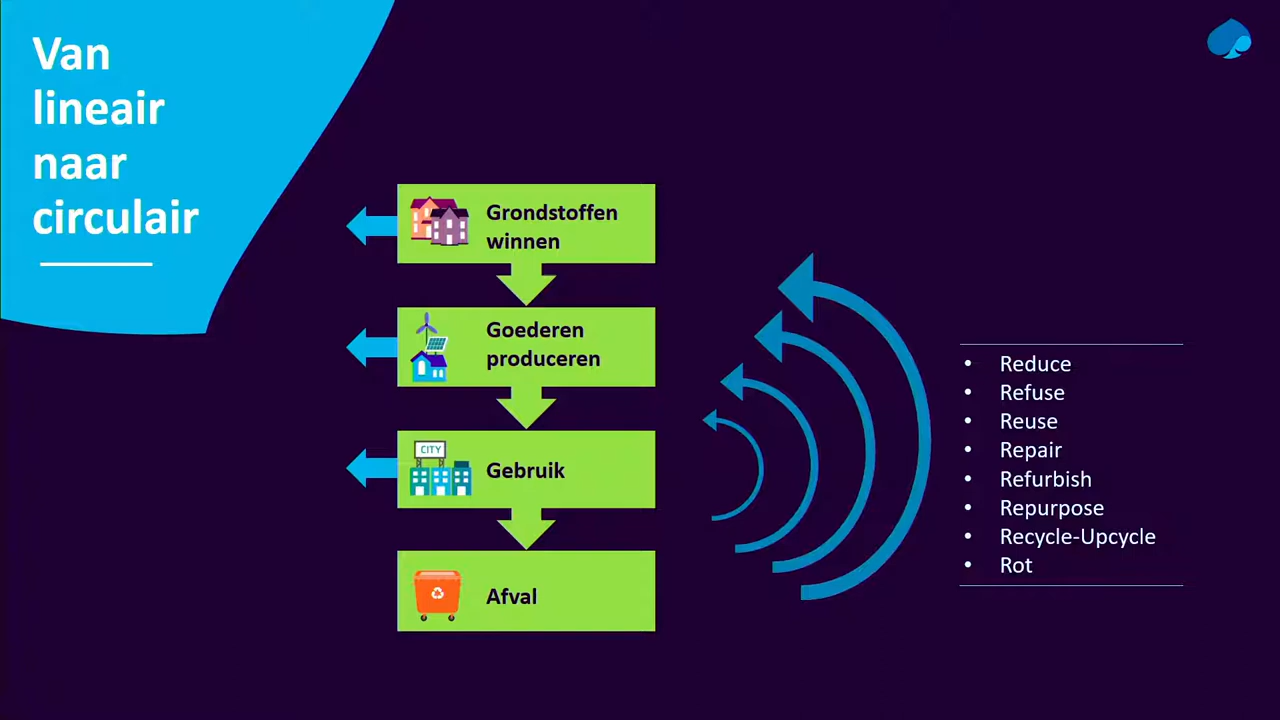 Van
lineair
naar
circulair
Grondstoffen
winnen
Goederen
produceren
CITY
Gebruik
Afval
• Reduce
• Refuse
• Reuse
• Repair
• Refurbish
• Repurpose
• Recycle-Upcycle
• Rot